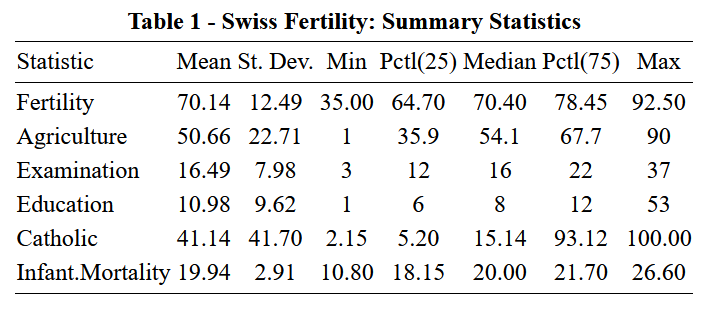 Table 1 - Swiss Fertility: Summary Statistics
Statistic Mean St. Dev. Min Pctl(25) Median Pctl(75) Max
Fertility 70.14 12.49 35.00 64.70 70.40 78.45 92.50
Agriculture 50.66 22.71 1 35.9 54.1 67.7 90
Examination 16.49 7.98 3 12 16 22 37
Education 10.98 9.62 1 6 8 12 53
Catholic 41.14 41.70 2.15 5.20 15.14 93.12 100.00
Infant.Mortality 19.94 2.91 10.80 18.15 20.00 21.70 26.60